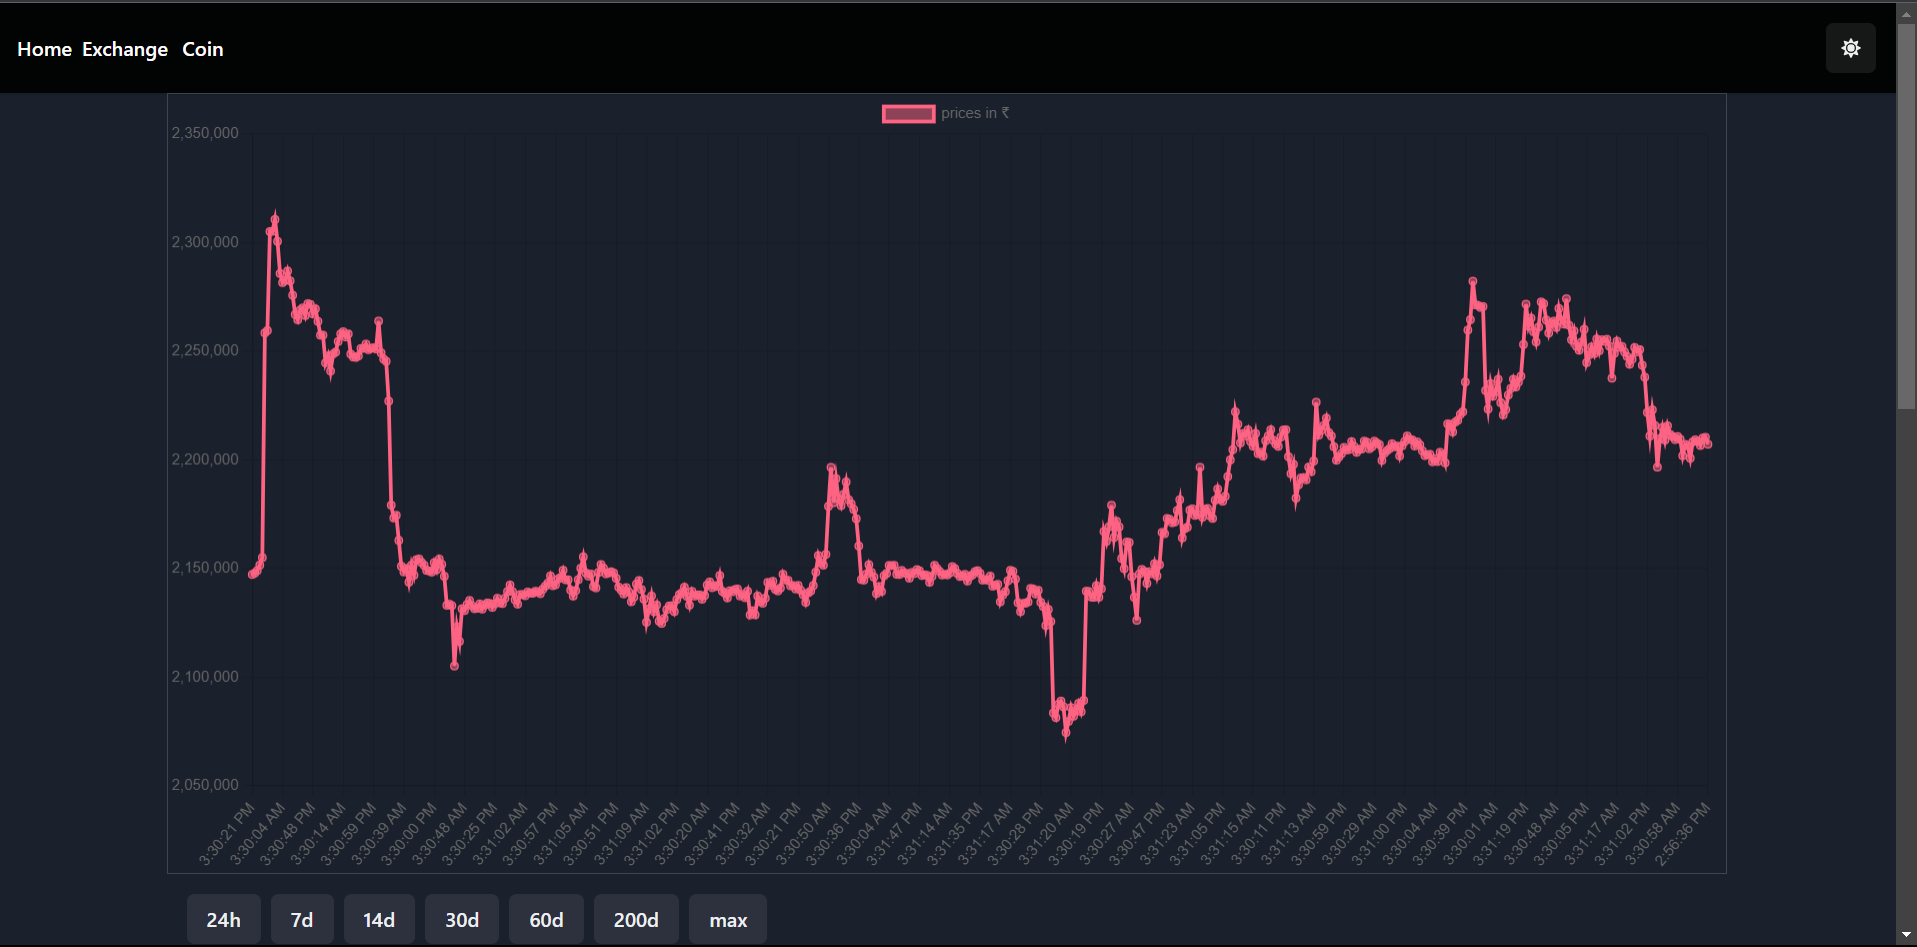 Home Exchange Coin
prices in ₹
2,350,000
2,300,000
2,250,000
2,200,000
2,150,000
2,100,000
2,050,000
3:30:21 PM
3:30:04 AM
3:30:48 PM
3:30:14 AM
3:30:59 PM
3:30:39 AM
3:30:00 PM
3:30:48 AM
3:30:25 PM
3:31:02 AM
3:30:57 PM
3:31:05 AM
3:30:51 PM
3:31:09 AM
3:31:02 PM
3:30:20 AM
3:30:41 PM
3:30:32 AM
3:30:21 PM
3:30:50 AM
3:30:36 PM
3:30:04 AM
3:31:47 PM
3:31:14 AM
3:31:35 PM
3:31:17 AM
3:30:28 PM
3:31:20 AM
3:30:19 PM
3:30:27 AM
3:30:47 PM
3:31:23 AM
3:31:05 PM
3:31:15 AM
3:30:11 PM
3:31:13 AM
3:30:59 PM
3:30:29 AM
3:31:00 PM
3:30:04 AM
3:30:39 PM
3:30:01 AM
3:31:19 PM
3:30:48 AM
3:30:05 PM
3:31:17 AM
3:31:02 PM
3:30:58 AM
2:56:36 PM
24h 7d 14d 30d 60d 200d max